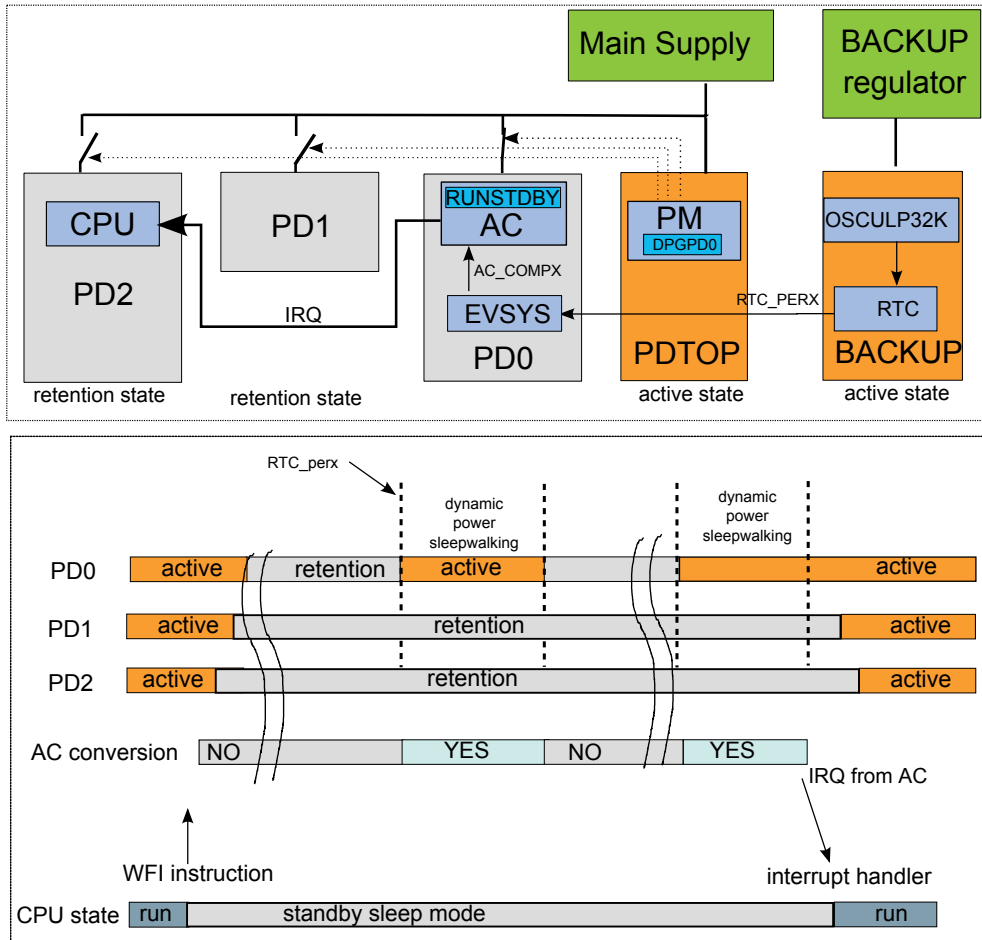 Main Supply
BACKUP
regulator
RUNSTDBY
CPU
AC
PM
DPGPD0
OSCULP32K
PD1
PD2
AC_COMPX
RTC_PERX
IRQ
EVSYS
RTC
PD0
PDTOP
BACKUP
retention state
retention state
active state
active state
RTC_perx
dynamic
power
sleepwalking
dynamic
power
sleepwalking
PD0
active
retention
active
active
PD1
active
retention
active
PD2
active
retention
active
AC conversion
NO
YES
NO
YES
IRQ from AC
WFI instruction
interrupt handler
CPU state
run
standby sleep mode
run